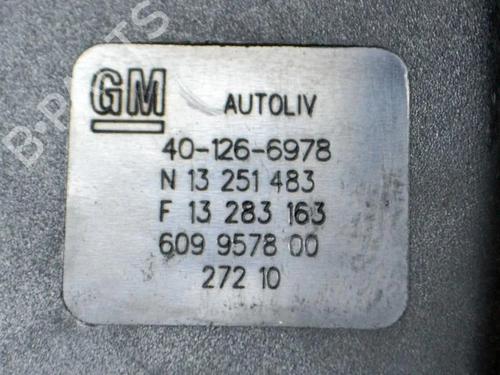 GM AUTOLIV
40-126-6978
N 13 251 483
F 13 283 163
609 9578 00
272 10
B-PARTS